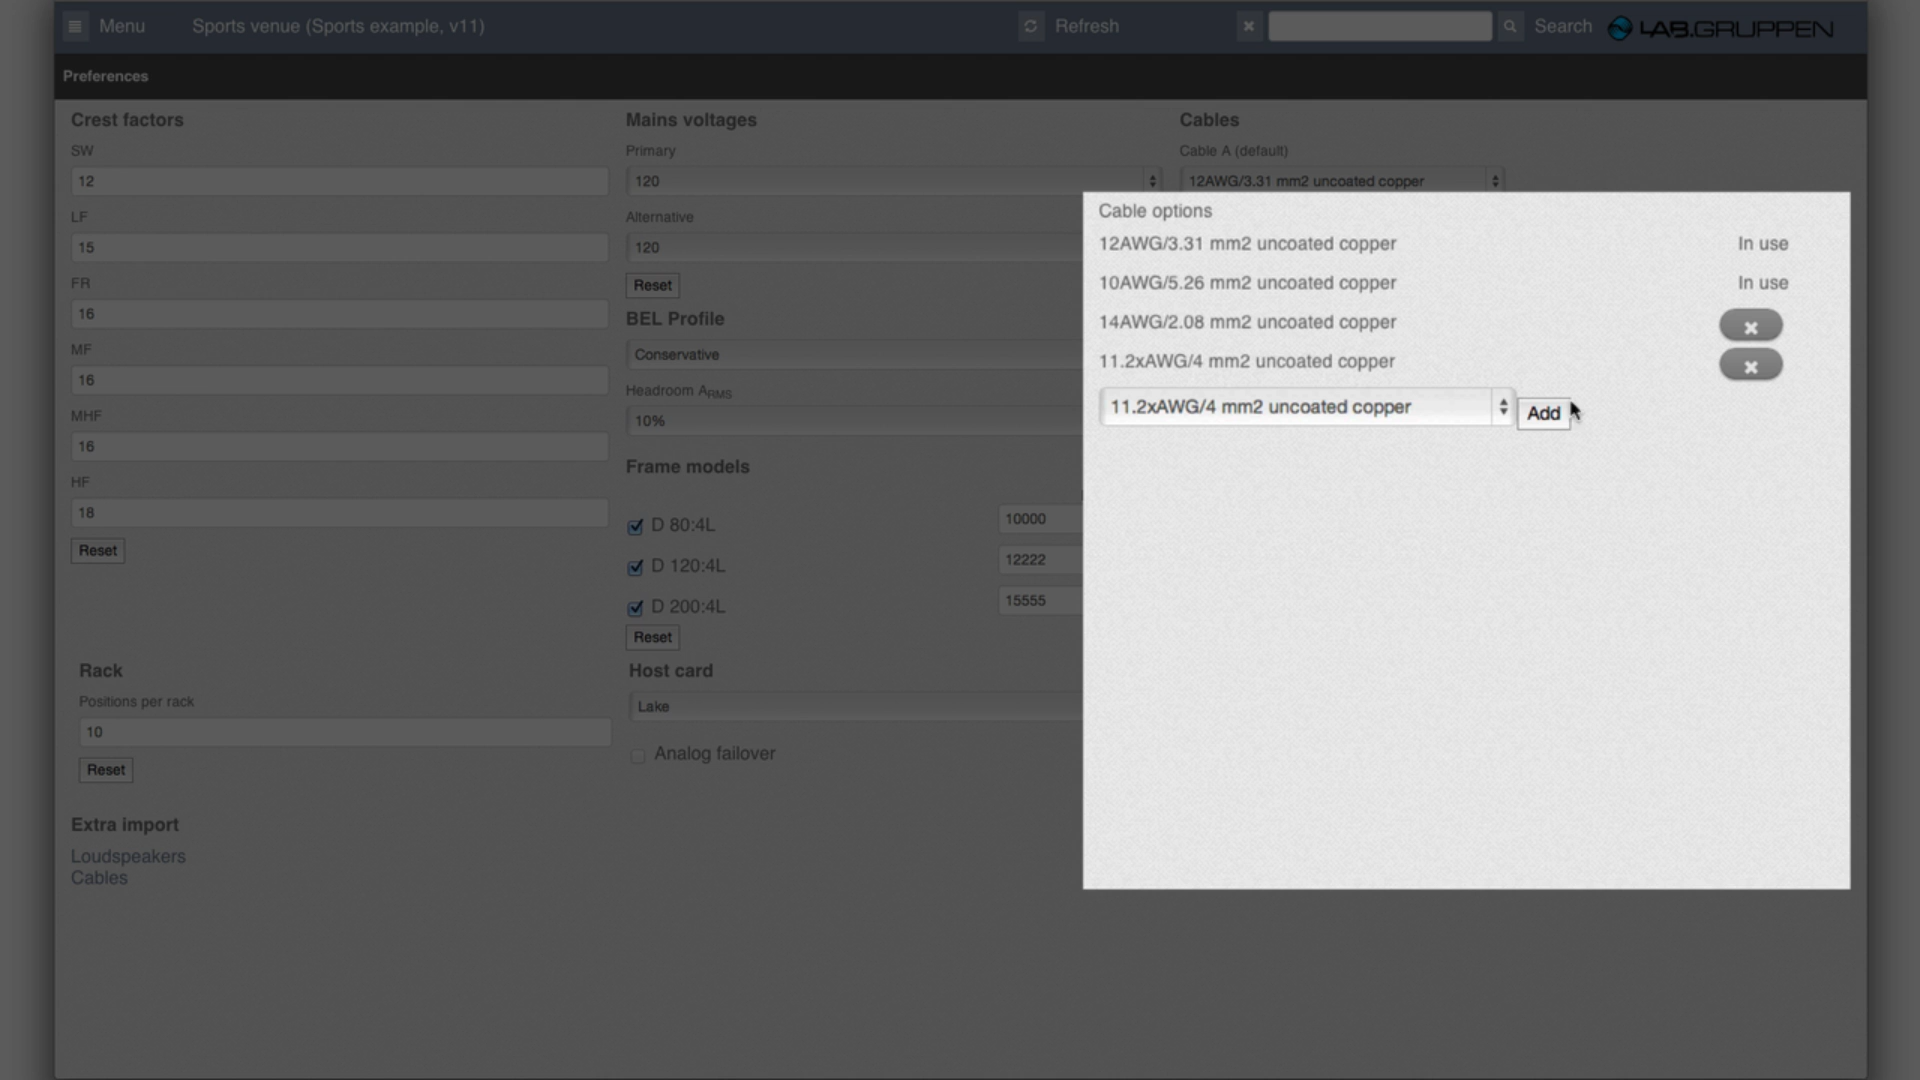 Menu
Sports venue (Sports example, v11)
Refresh
Search
LAB.GRUPPEN
Preferences
Crest factors
SW
12
LF
15
FR
16
MF
16
MHF
16
HF
18
Reset
Mains voltages
Primary
120
Alternative
120
Reset
BEL Profile
Conservative
Headroom ARMS
10%
Frame models
D 80:4L
10000
D 120:4L
12222
D 200:4L
15555
Reset
Cables
Cable A (default)
12AWG/3.31 mm2 uncoated copper
Cable options
12AWG/3.31 mm2 uncoated copper In use
10AWG/5.26 mm2 uncoated copper In use
14AWG/2.08 mm2 uncoated copper
11.2xAWG/4 mm2 uncoated copper
11.2xAWG/4 mm2 uncoated copper
Add
Rack
Positions per rack
10
Reset
Host card
Lake
Analog failover
Extra import
Loudspeakers
Cables